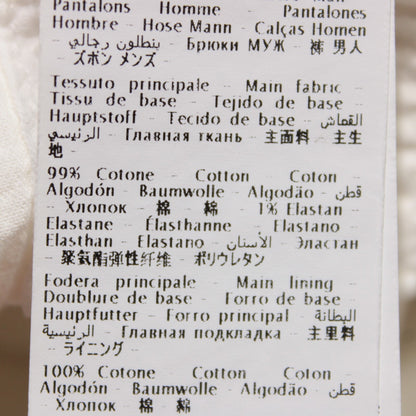 Pantalons Homme - Pantalones
Hombre - Hose Mann - Calças Homen
- بنطلون رجالي - Брюки МУЖ - 裤 男人
- ズボン メンズ -
Tessuto principale - Main fabric -
Tissu de base - Tejido de base -
Hauptstoff - Tecido de base - القماش
الرئيسي - Главная ткань - 主面料 - 主生
地
99% Cotone - Cotton - Coton -
Algodón - Baumwolle - Algodão - قطن
- Хлопок - 棉 - 綿 1% Elastan -
Elastane - Élasthanne - Elastano -
Elasthan - Elastano - الأستان - Эластан
- 聚氨酯弹性纤维 - ポリウレタン
Fodera principale - Main lining -
Doublure de base - Forro de base -
Hauptfutter - Forro principal - البطانة
الرئيسية - Главная подкладка - 主里料
- ライニング -
100% Cotone - Cotton - Coton -
Algodón - Baumwolle - Algodão - قطن
- Хлопок - 棉 - 綿